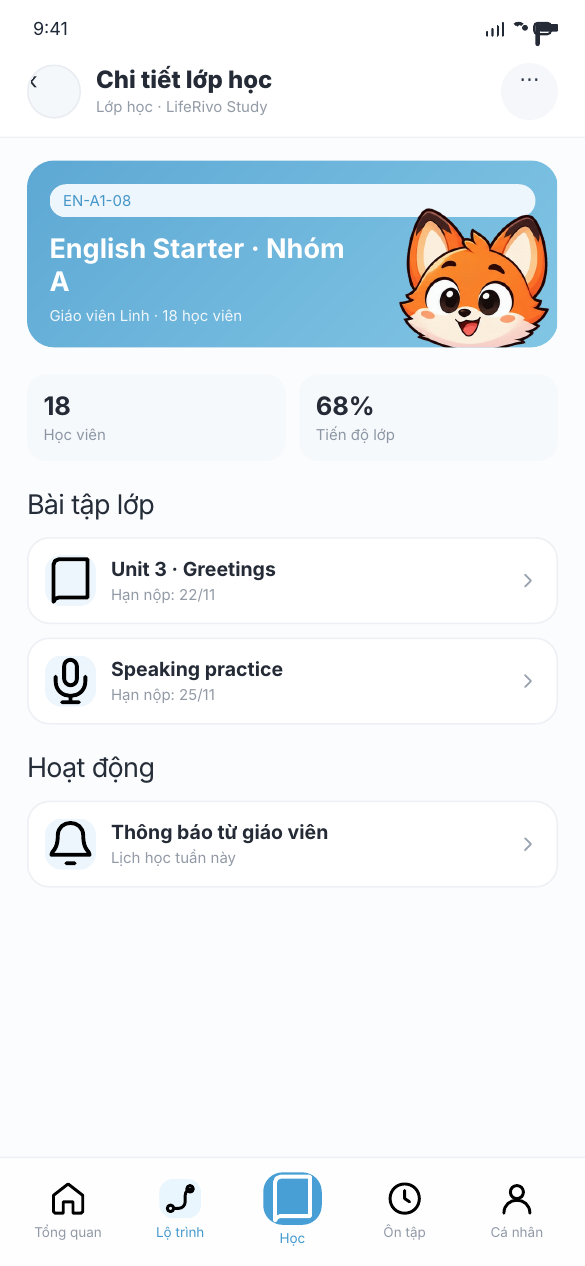 9:41
‹
Chi tiết lớp học
Lớp học · LifeRivo Study
···
EN-A1-08
English Starter · Nhóm
A
Giáo viên Linh · 18 học viên
18
Học viên
68%
Tiến độ lớp
Bài tập lớp
Unit 3 · Greetings
Hạn nộp: 22/11
Speaking practice
Hạn nộp: 25/11
Hoạt động
Thông báo từ giáo viên
Lịch học tuần này
Tổng quan
Lộ trình
Học
Ôn tập
Cá nhân